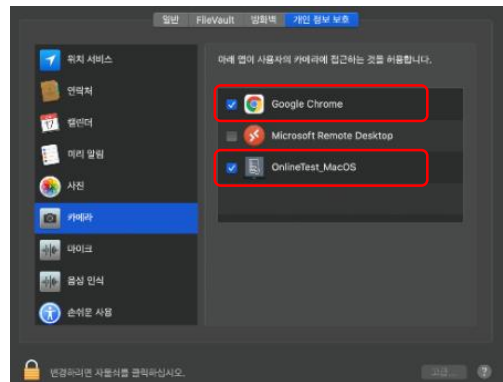 일반 FileVault 방화벽 개인 정보 보호
위치 서비스
연락처
캘린더
미리 알림
사진
카메라
마이크
음성 인식
손쉬운 사용
아래 앱이 사용자의 카메라에 접근하는 것을 허용합니다.
Google Chrome
Microsoft Remote Desktop
OnlineTest_MacOS
변경하려면 자물쇠를 클릭하십시오.
고급...
?